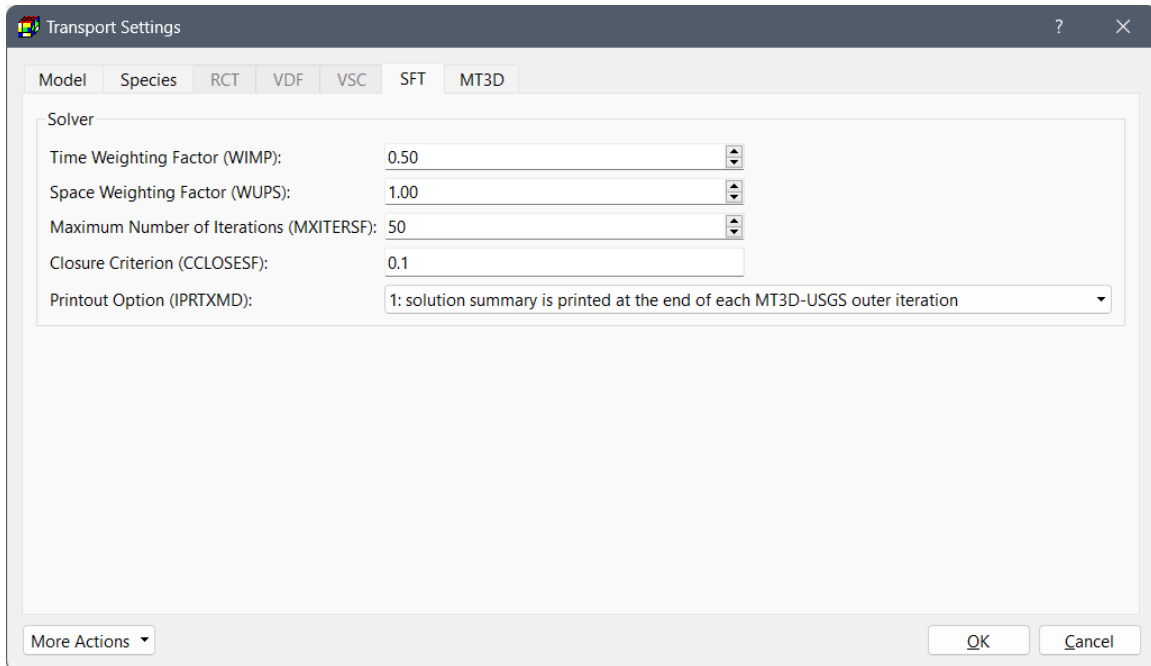 Transport Settings ? ×
Model Species RCT VDF VSC SFT MT3D
Solver
Time Weighting Factor (WIMP): 0.50
Space Weighting Factor (WUPS): 1.00
Maximum Number of Iterations (MXITERSF): 50
Closure Criterion (CCLOSESF): 0.1
Printout Option (IPRTXMD): 1: solution summary is printed at the end of each MT3D-USGS outer iteration
More Actions OK Cancel